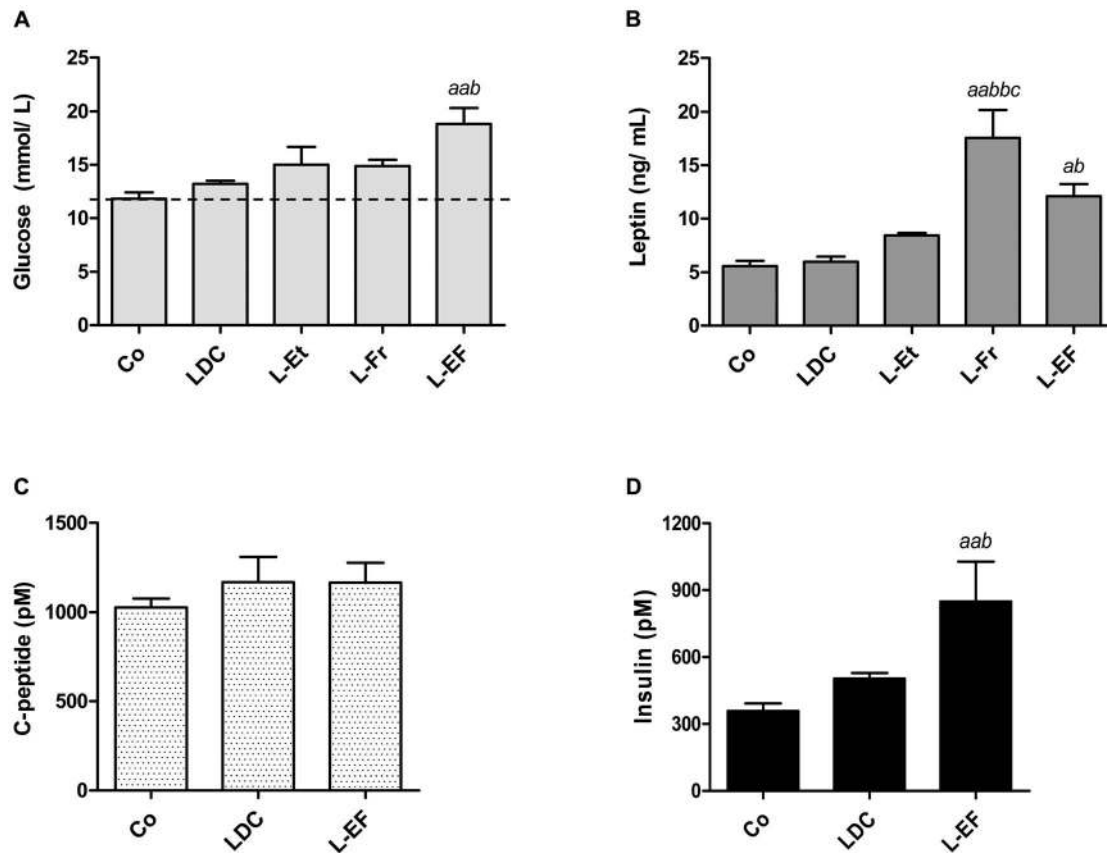 A
Glucose (mmol/ L)
25
20
15
10
5
0
aab
Co
LDC
L-Et
L-Fr
L-EF
B
Leptin (ng/ mL)
25
20
15
10
5
0
aabbc
ab
Co
LDC
L-Et
L-Fr
L-EF
C
C-peptide (pM)
1500
1000
500
0
Co
LDC
L-EF
D
Insulin (pM)
1200
900
600
300
0
aab
Co
LDC
L-EF